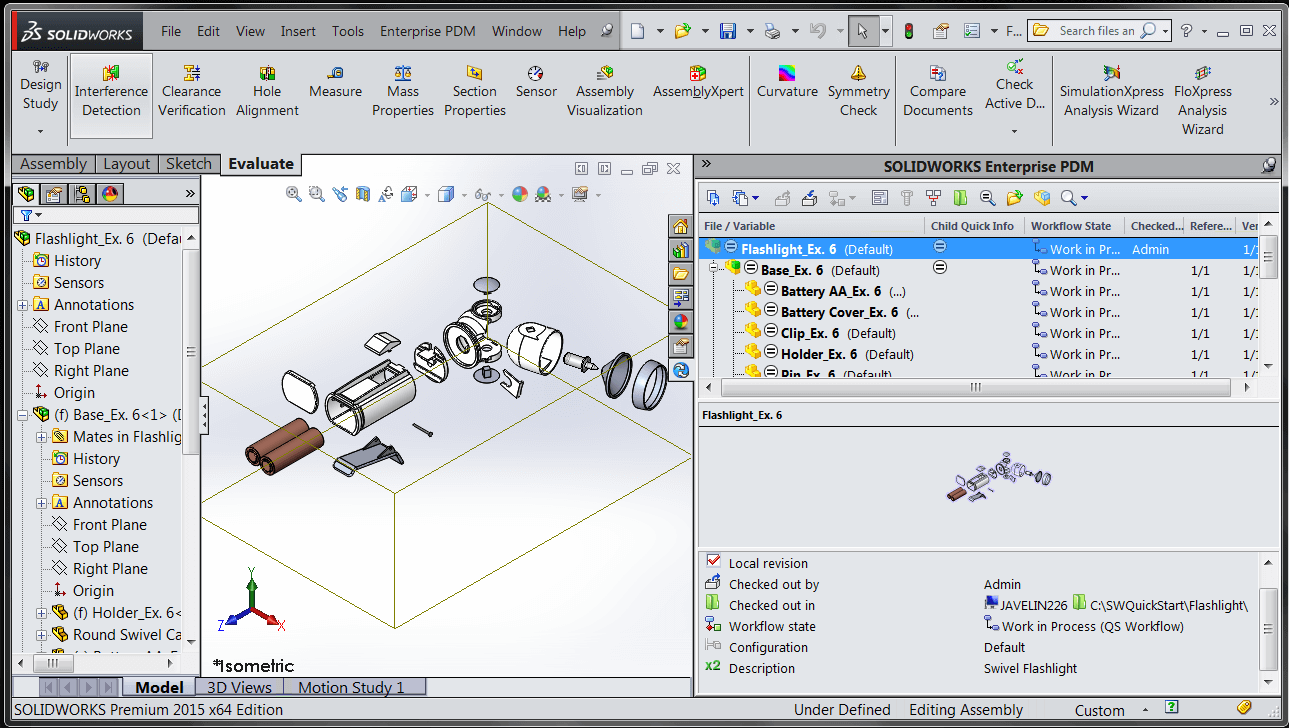 SOLIDWORKS File Edit View Insert Tools Enterprise PDM Window Help F... Search files an
Design Study
Interference Detection
Clearance Verification
Hole Alignment
Measure
Mass Properties
Section Properties
Sensor
Assembly Visualization
AssemblyXpert
Curvature
Symmetry Check
Compare Documents
Check Active D...
SimulationXpress Analysis Wizard
FloXpress Analysis Wizard
Assembly Layout Sketch Evaluate
Flashlight_Ex. 6 (Defau
History
Sensors
Annotations
Front Plane
Top Plane
Right Plane
Origin
(f) Base_Ex. 6<1> (D
Mates in Flashlig
History
Sensors
Annotations
Front Plane
Top Plane
Right Plane
Origin
(f) Holder_Ex. 6<
Round Swivel Ca
Y
Z
X
*Isometric
Model 3D Views Motion Study 1
SOLIDWORKS Enterprise PDM
File / Variable Child Quick Info Workflow State Checked... Refere... Ver
Flashlight_Ex. 6 (Default) Work in Pr... Admin 1/
Base_Ex. 6 (Default) Work in Pr... 1/1 1/
Battery AA_Ex. 6 (...) Work in Pr... 1/1 1/
Battery Cover_Ex. 6 (... Work in Pr... 1/1 1/
Clip_Ex. 6 (Default) Work in Pr... 1/1 1/
Holder_Ex. 6 (Default) Work in Pr... 1/1 1/
Pin_Ex. 6 (Default) Work in Pr... 1/1 1/
Flashlight_Ex. 6
Local revision
Checked out by Admin
Checked out in JAVELIN226 C:\SWQuickStart\Flashlight\
Workflow state Work in Process (QS Workflow)
Configuration Default
x2 Description Swivel Flashlight
SOLIDWORKS Premium 2015 x64 Edition Under Defined Editing Assembly Custom